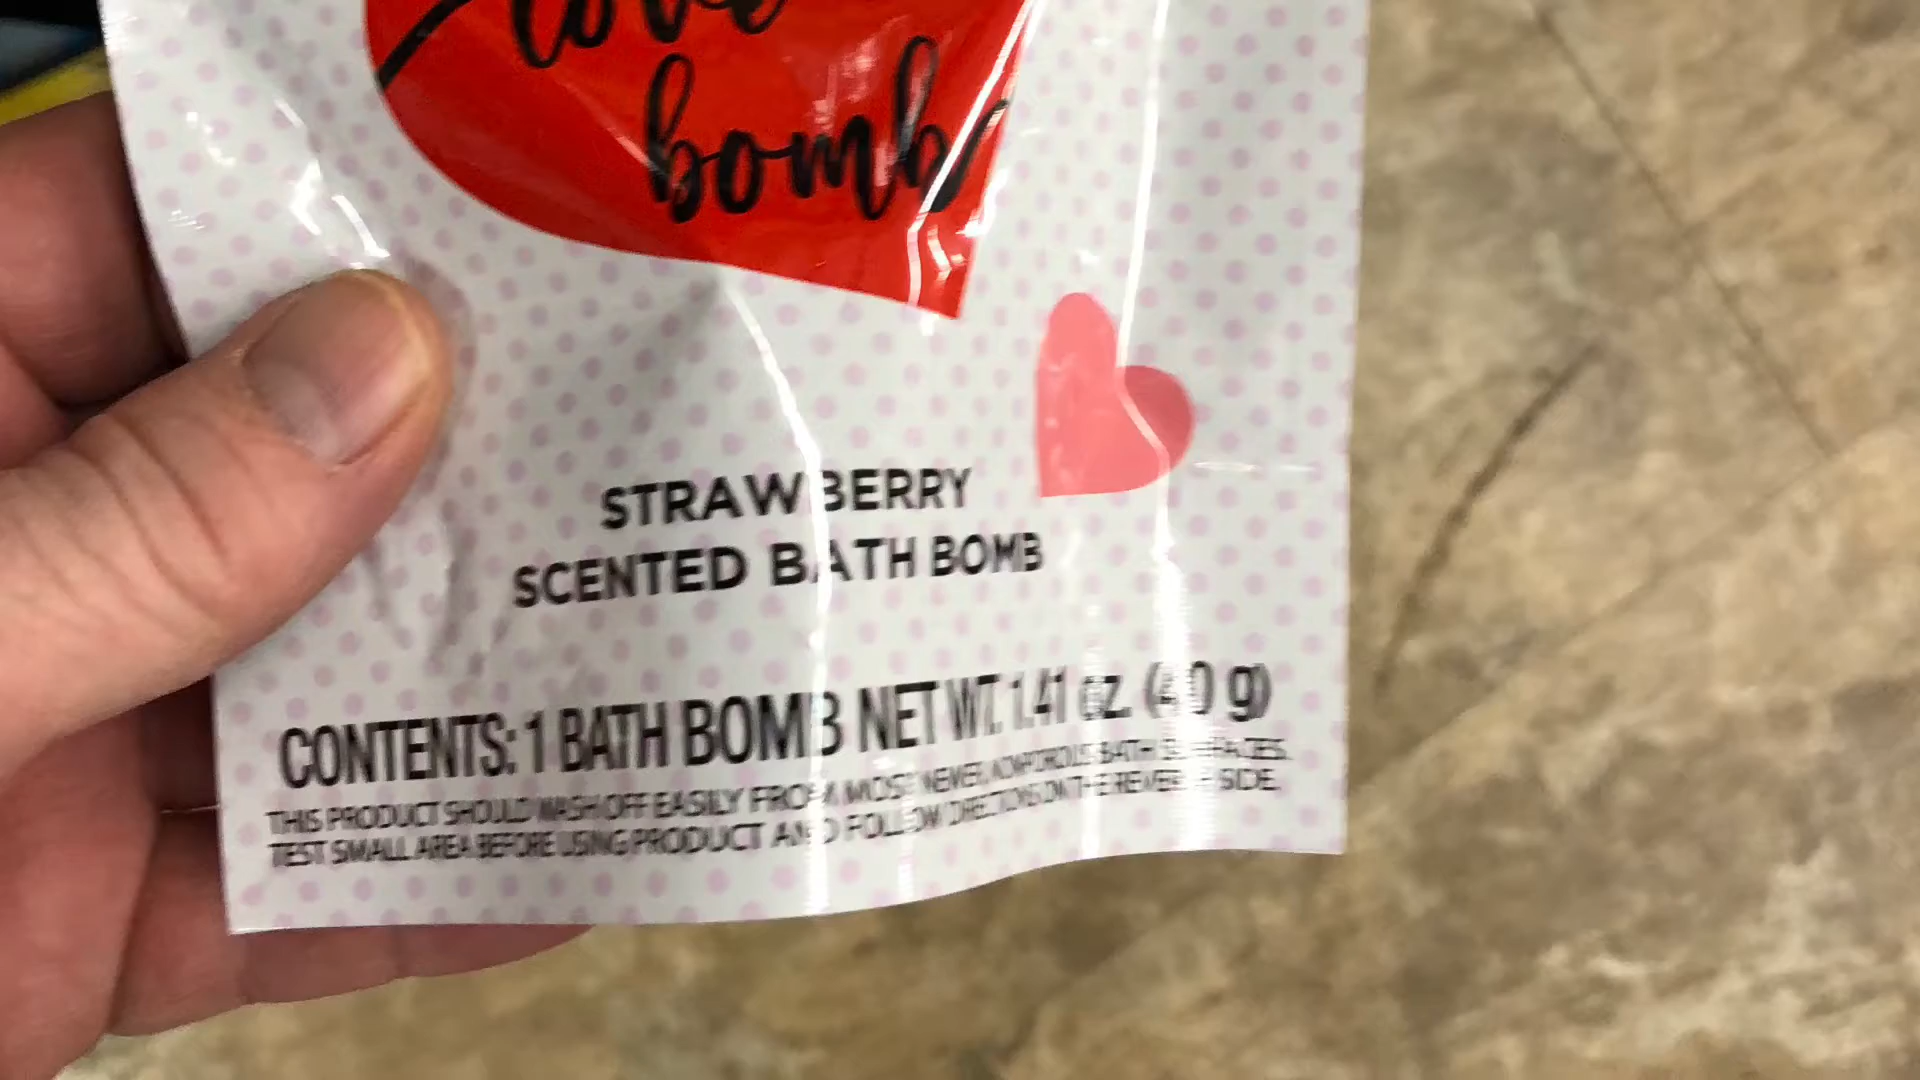 love
bomb
STRAWBERRY
SCENTED BATH BOMB
CONTENTS: 1 BATH BOMB NET WT. 1.41 oz. (40 g)
THIS PRODUCT SHOULD WASH OFF EASILY FROM MOST NEWER, NONPOROUS BATH SURFACES.
TEST SMALL AREA BEFORE USING PRODUCT AND FOLLOW DIRECTIONS ON THE REVERSE SIDE.